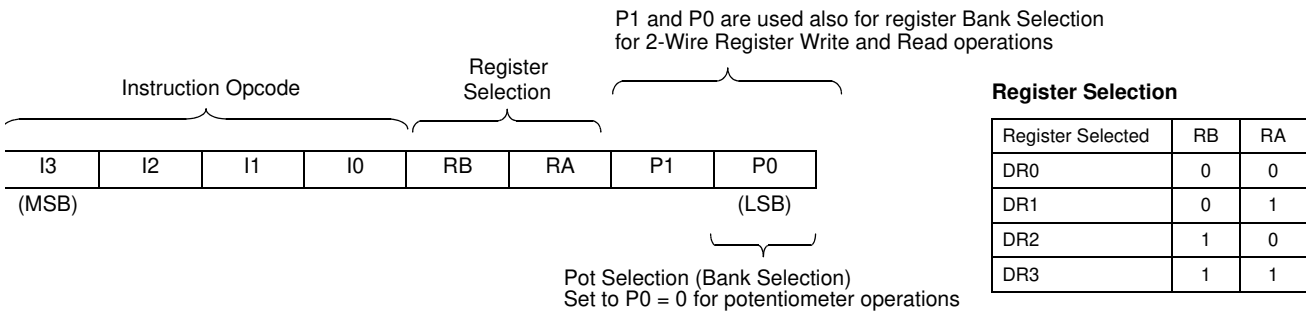 P1 and P0 are used also for register Bank Selection
for 2-Wire Register Write and Read operations
Instruction Opcode
Register
Selection
I3 I2 I1 I0 RB RA P1 P0
(MSB) (LSB)
Pot Selection (Bank Selection)
Set to P0 = 0 for potentiometer operations
Register Selection
Register Selected RB RA
DR0 0 0
DR1 0 1
DR2 1 0
DR3 1 1